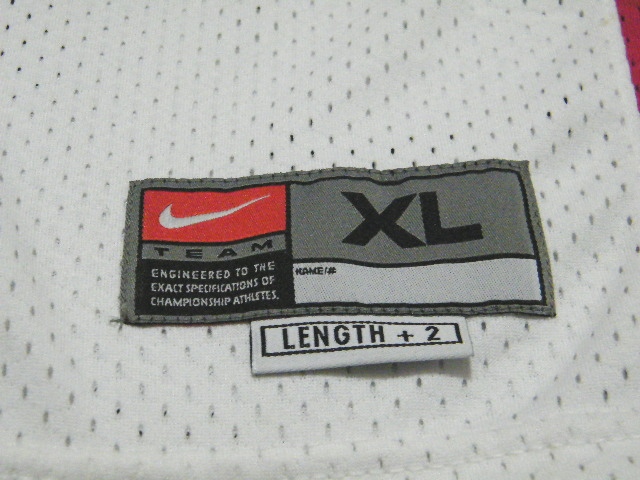 TEAM
XL
ENGINEERED TO THE
EXACT SPECIFICATIONS OF
CHAMPIONSHIP ATHLETES.
NAME/#
LENGTH + 2